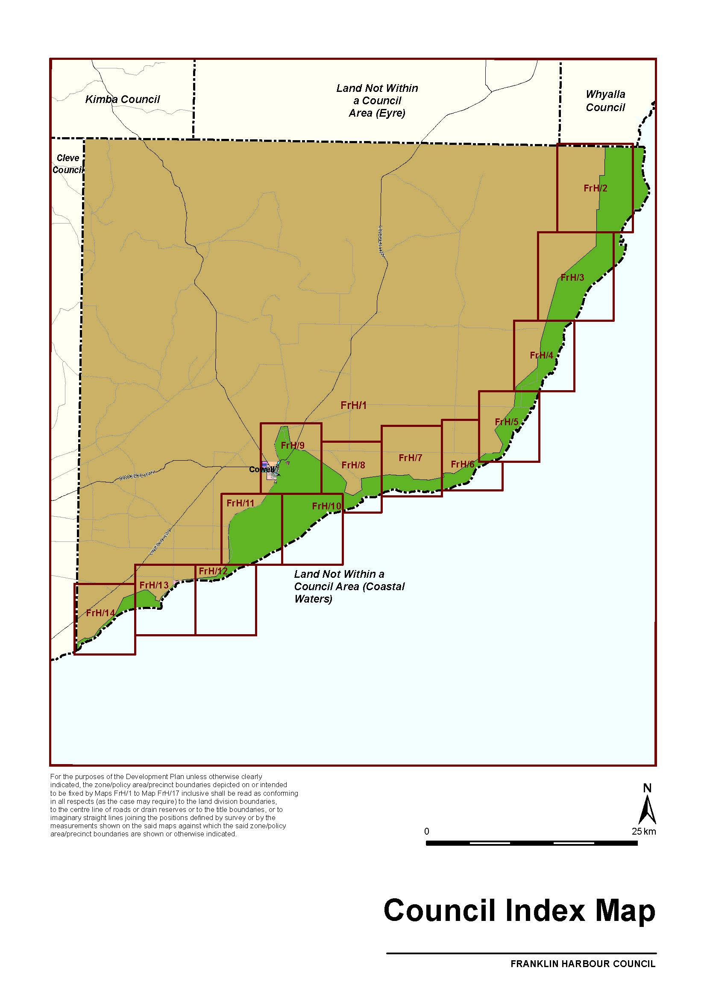 Land Not Within
a Council
Area (Eyre)
Kimba Council
Whyalla
Council
Cleve
Council
FrH/2
LINCOLN HWY
FrH/3
FrH/4
FrH/1
FrH/5
FrH/9
FrH/7
FrH/8
FrH/6
Cowell
BIRDSEYE HWY
FrH/11
FrH/10
LINCOLN HWY
FrH/12
Land Not Within a
Council Area (Coastal
Waters)
FrH/13
FrH/14
For the purposes of the Development Plan unless otherwise clearly
indicated, the zone/policy area/precinct boundaries depicted on or intended
to be fixed by Maps FrH/1 to Map FrH/17 inclusive shall be read as conforming
in all respects (as the case may require) to the land division boundaries,
to the centre line of roads or drain reserves or to the title boundaries, or to
imaginary straight lines joining the positions defined by survey or by the
measurements shown on the said maps against which the said zone/policy
area/precinct boundaries are shown or otherwise indicated.
N
0 25 km
Council Index Map
FRANKLIN HARBOUR COUNCIL